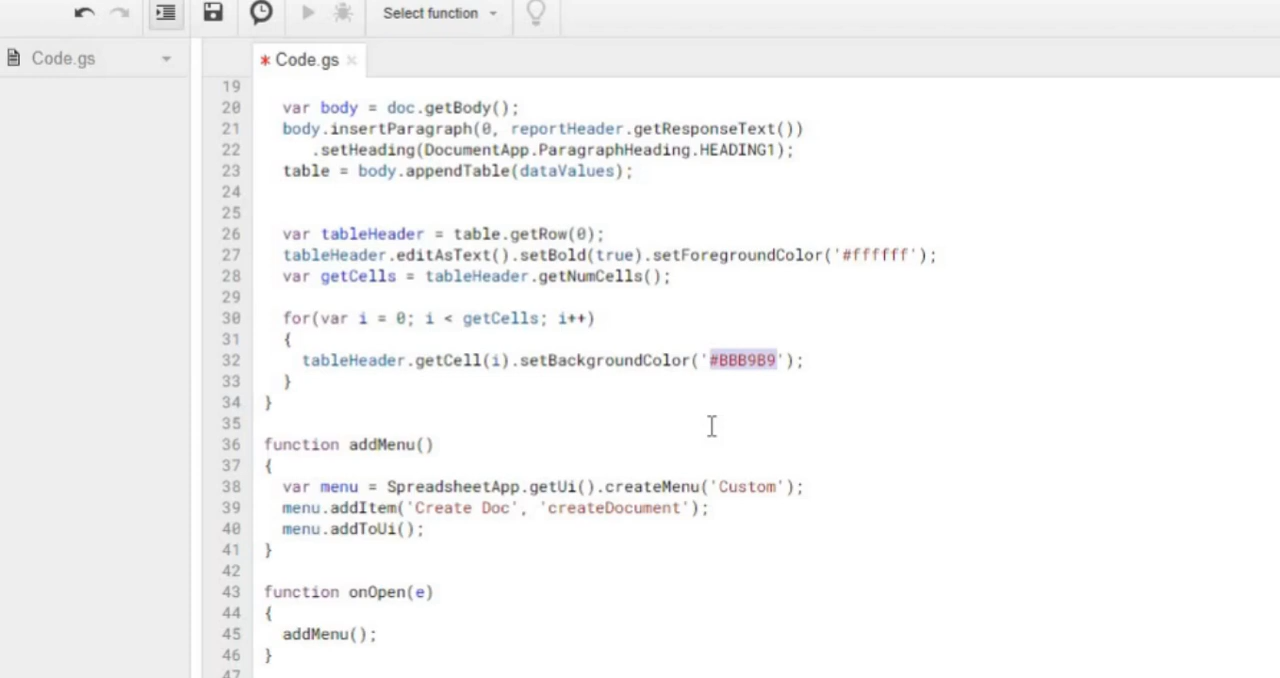 Select function
Code.gs
* Code.gs x
19
20 var body = doc.getBody();
21 body.insertParagraph(0, reportHeader.getResponseText())
22 .setHeading(DocumentApp.ParagraphHeading.HEADING1);
23 table = body.appendTable(dataValues);
24
25
26 var tableHeader = table.getRow(0);
27 tableHeader.editAsText().setBold(true).setForegroundColor('#ffffff');
28 var getCells = tableHeader.getNumCells();
29
30 for(var i = 0; i < getCells; i++)
31 {
32 tableHeader.getCell(i).setBackgroundColor('#BBB9B9');
33 }
34 }
35
36 function addMenu()
37 {
38 var menu = SpreadsheetApp.getUi().createMenu('Custom');
39 menu.addItem('Create Doc', 'createDocument');
40 menu.addToUi();
41 }
42
43 function onOpen(e)
44 {
45 addMenu();
46 }
47